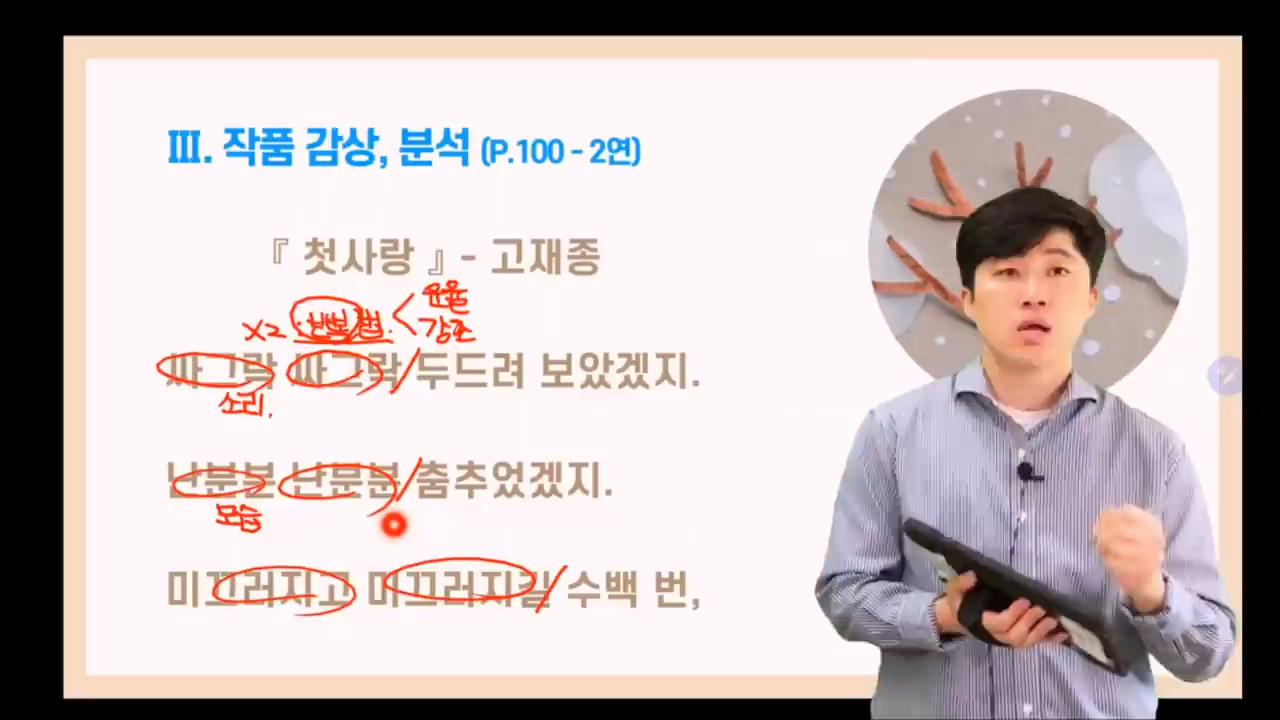 Ⅲ. 작품 감상, 분석 (P.100 - 2연)
『 첫사랑 』 - 고재종
운율
x2 반복법 < 강조
싸그락 싸그락 / 두드려 보았겠지.
소리.
난분분 난분분 / 춤추었겠지.
모습
미끄러지고 미끄러지길 / 수백 번,